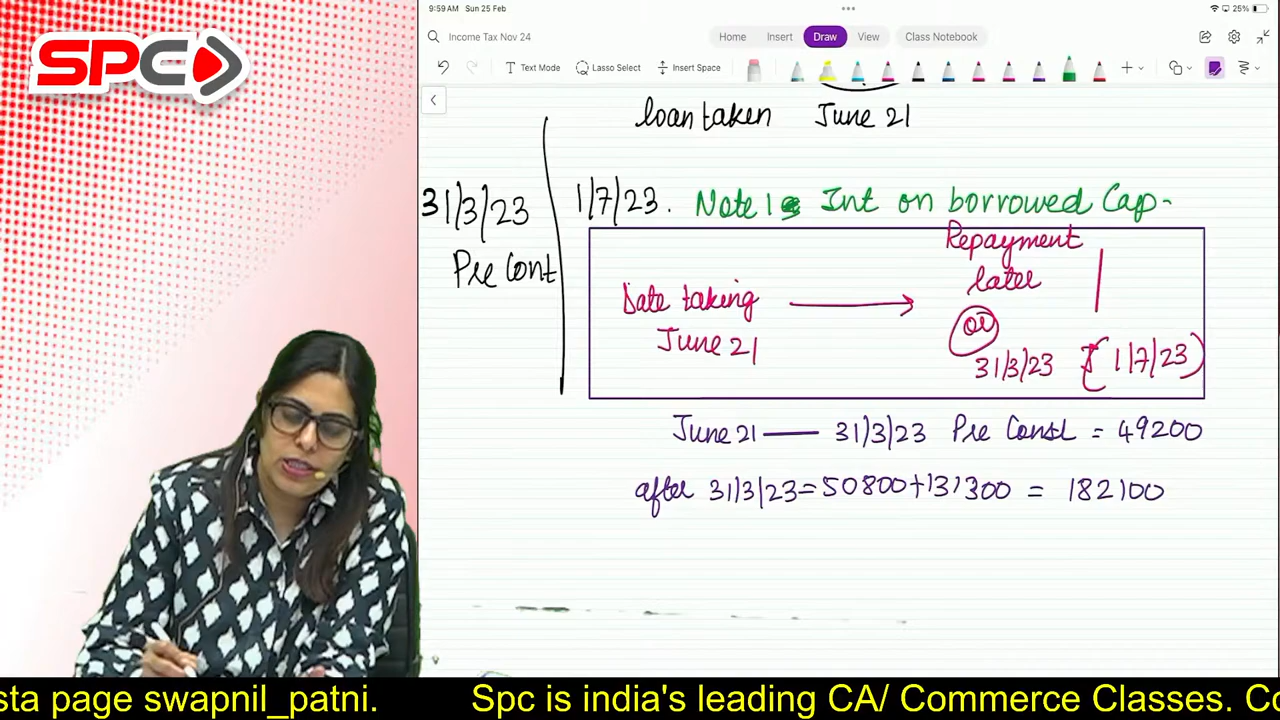 9:59 AM Sun 25 Feb
25%
Income Tax Nov 24
Home Insert Draw View Class Notebook
Text Mode Lasso Select Insert Space
SPC
loan taken June 21
31/3/23
Pre Const
1/7/23. Note 1 Int on borrowed Cap-
Repayment
later
Date taking
June 21
or
31/3/23 (1/7/23)
June 21 — 31/3/23 Pre Const = 49200
after 31/3/23 = 50800 + 131300 = 182100
sta page swapnil_patni. Spc is india's leading CA/ Commerce Classes. Co